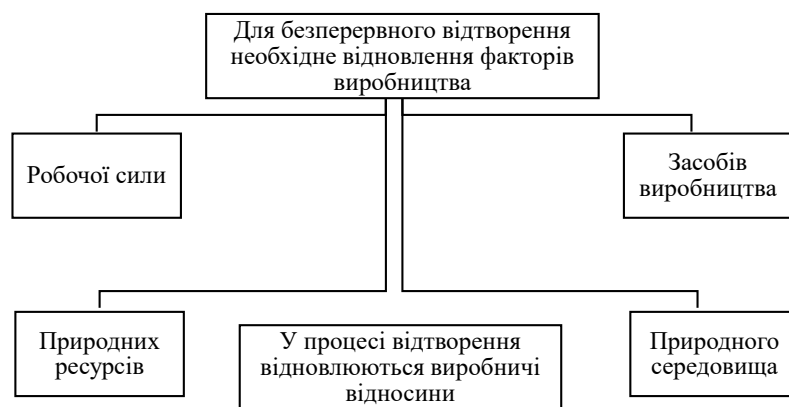 Для безперервного відтворення
необхідне відновлення факторів
виробництва
Робочої сили
Засобів
виробництва
Природних
ресурсів
У процесі відтворення
відновлюються виробничі
відносини
Природного
середовища